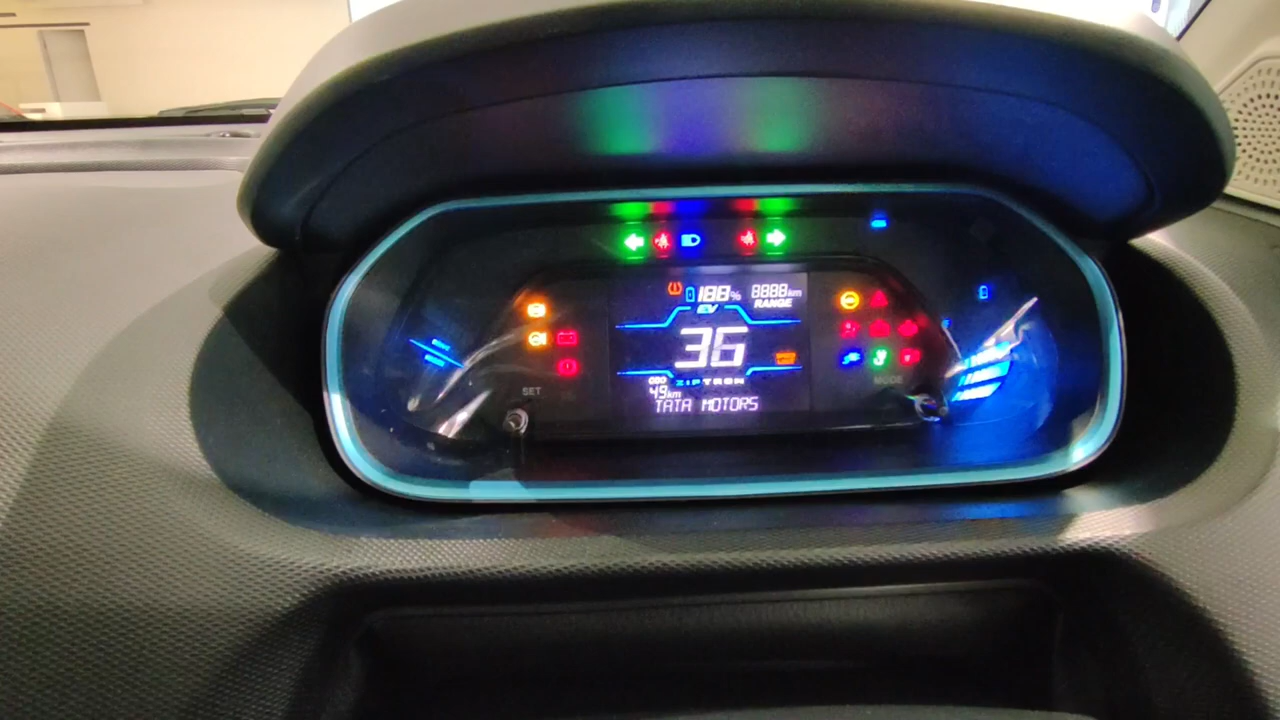 188%
8888km
RANGE
EV
36
SET
ZIPTRON
ODO
49km
MODE
TATA MOTORS